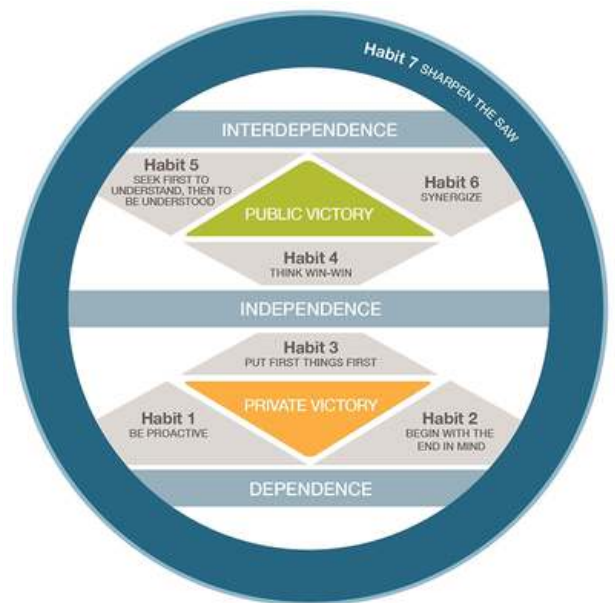 Habit 7 SHARPEN THE SAW
INTERDEPENDENCE
Habit 5
SEEK FIRST TO
UNDERSTAND, THEN TO
BE UNDERSTOOD
Habit 6
SYNERGIZE
PUBLIC VICTORY
Habit 4
THINK WIN-WIN
INDEPENDENCE
Habit 3
PUT FIRST THINGS FIRST
PRIVATE VICTORY
Habit 1
BE PROACTIVE
Habit 2
BEGIN WITH THE
END IN MIND
DEPENDENCE